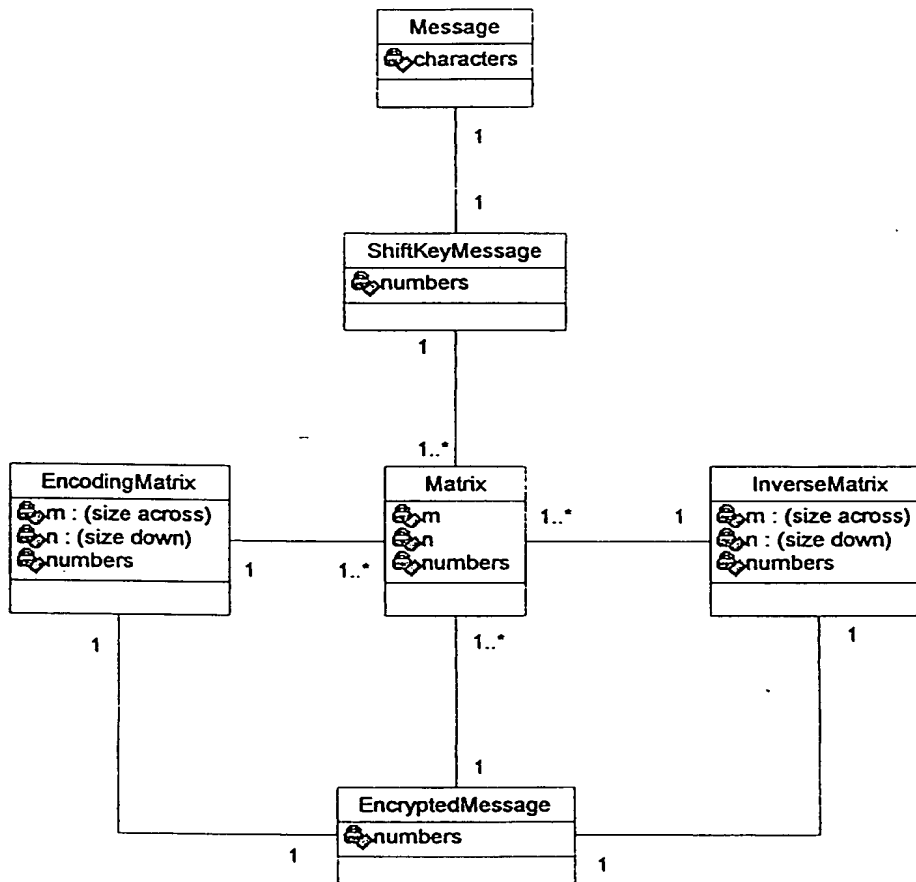 Message
characters
1
1
ShiftKeyMessage
numbers
1
1..*
EncodingMatrix
m : (size across)
n : (size down)
numbers
1
1..*
Matrix
m
n
numbers
1..*
1
InverseMatrix
m : (size across)
n : (size down)
numbers
1
1..*
1
1
EncryptedMessage
numbers
1
1